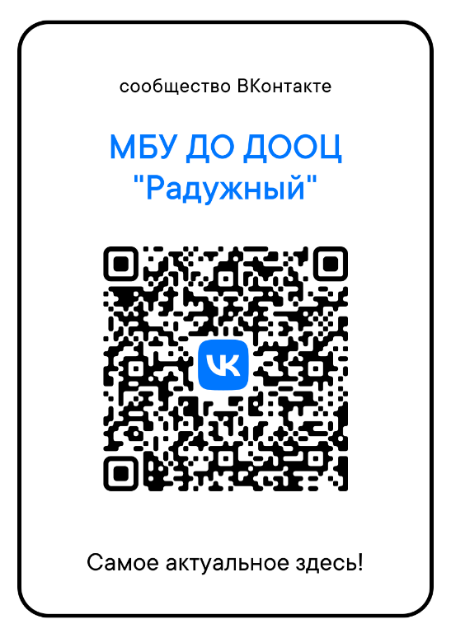 сообщество ВКонтакте
МБУ ДО ДООЦ
"Радужный"
Самое актуальное здесь!